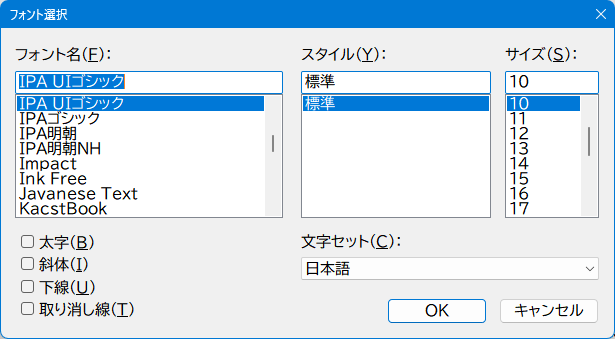 フォント選択
フォント名(F):
スタイル(Y):
サイズ(S):
IPA UIゴシック
標準
10
IPA UIゴシック
IPAゴシック
IPA明朝
IPA明朝NH
Impact
Ink Free
Javanese Text
KacstBook
標準
10
11
12
13
14
15
16
17
太字(B)
斜体(I)
下線(U)
取り消し線(T)
文字セット(C):
日本語
OK
キャンセル